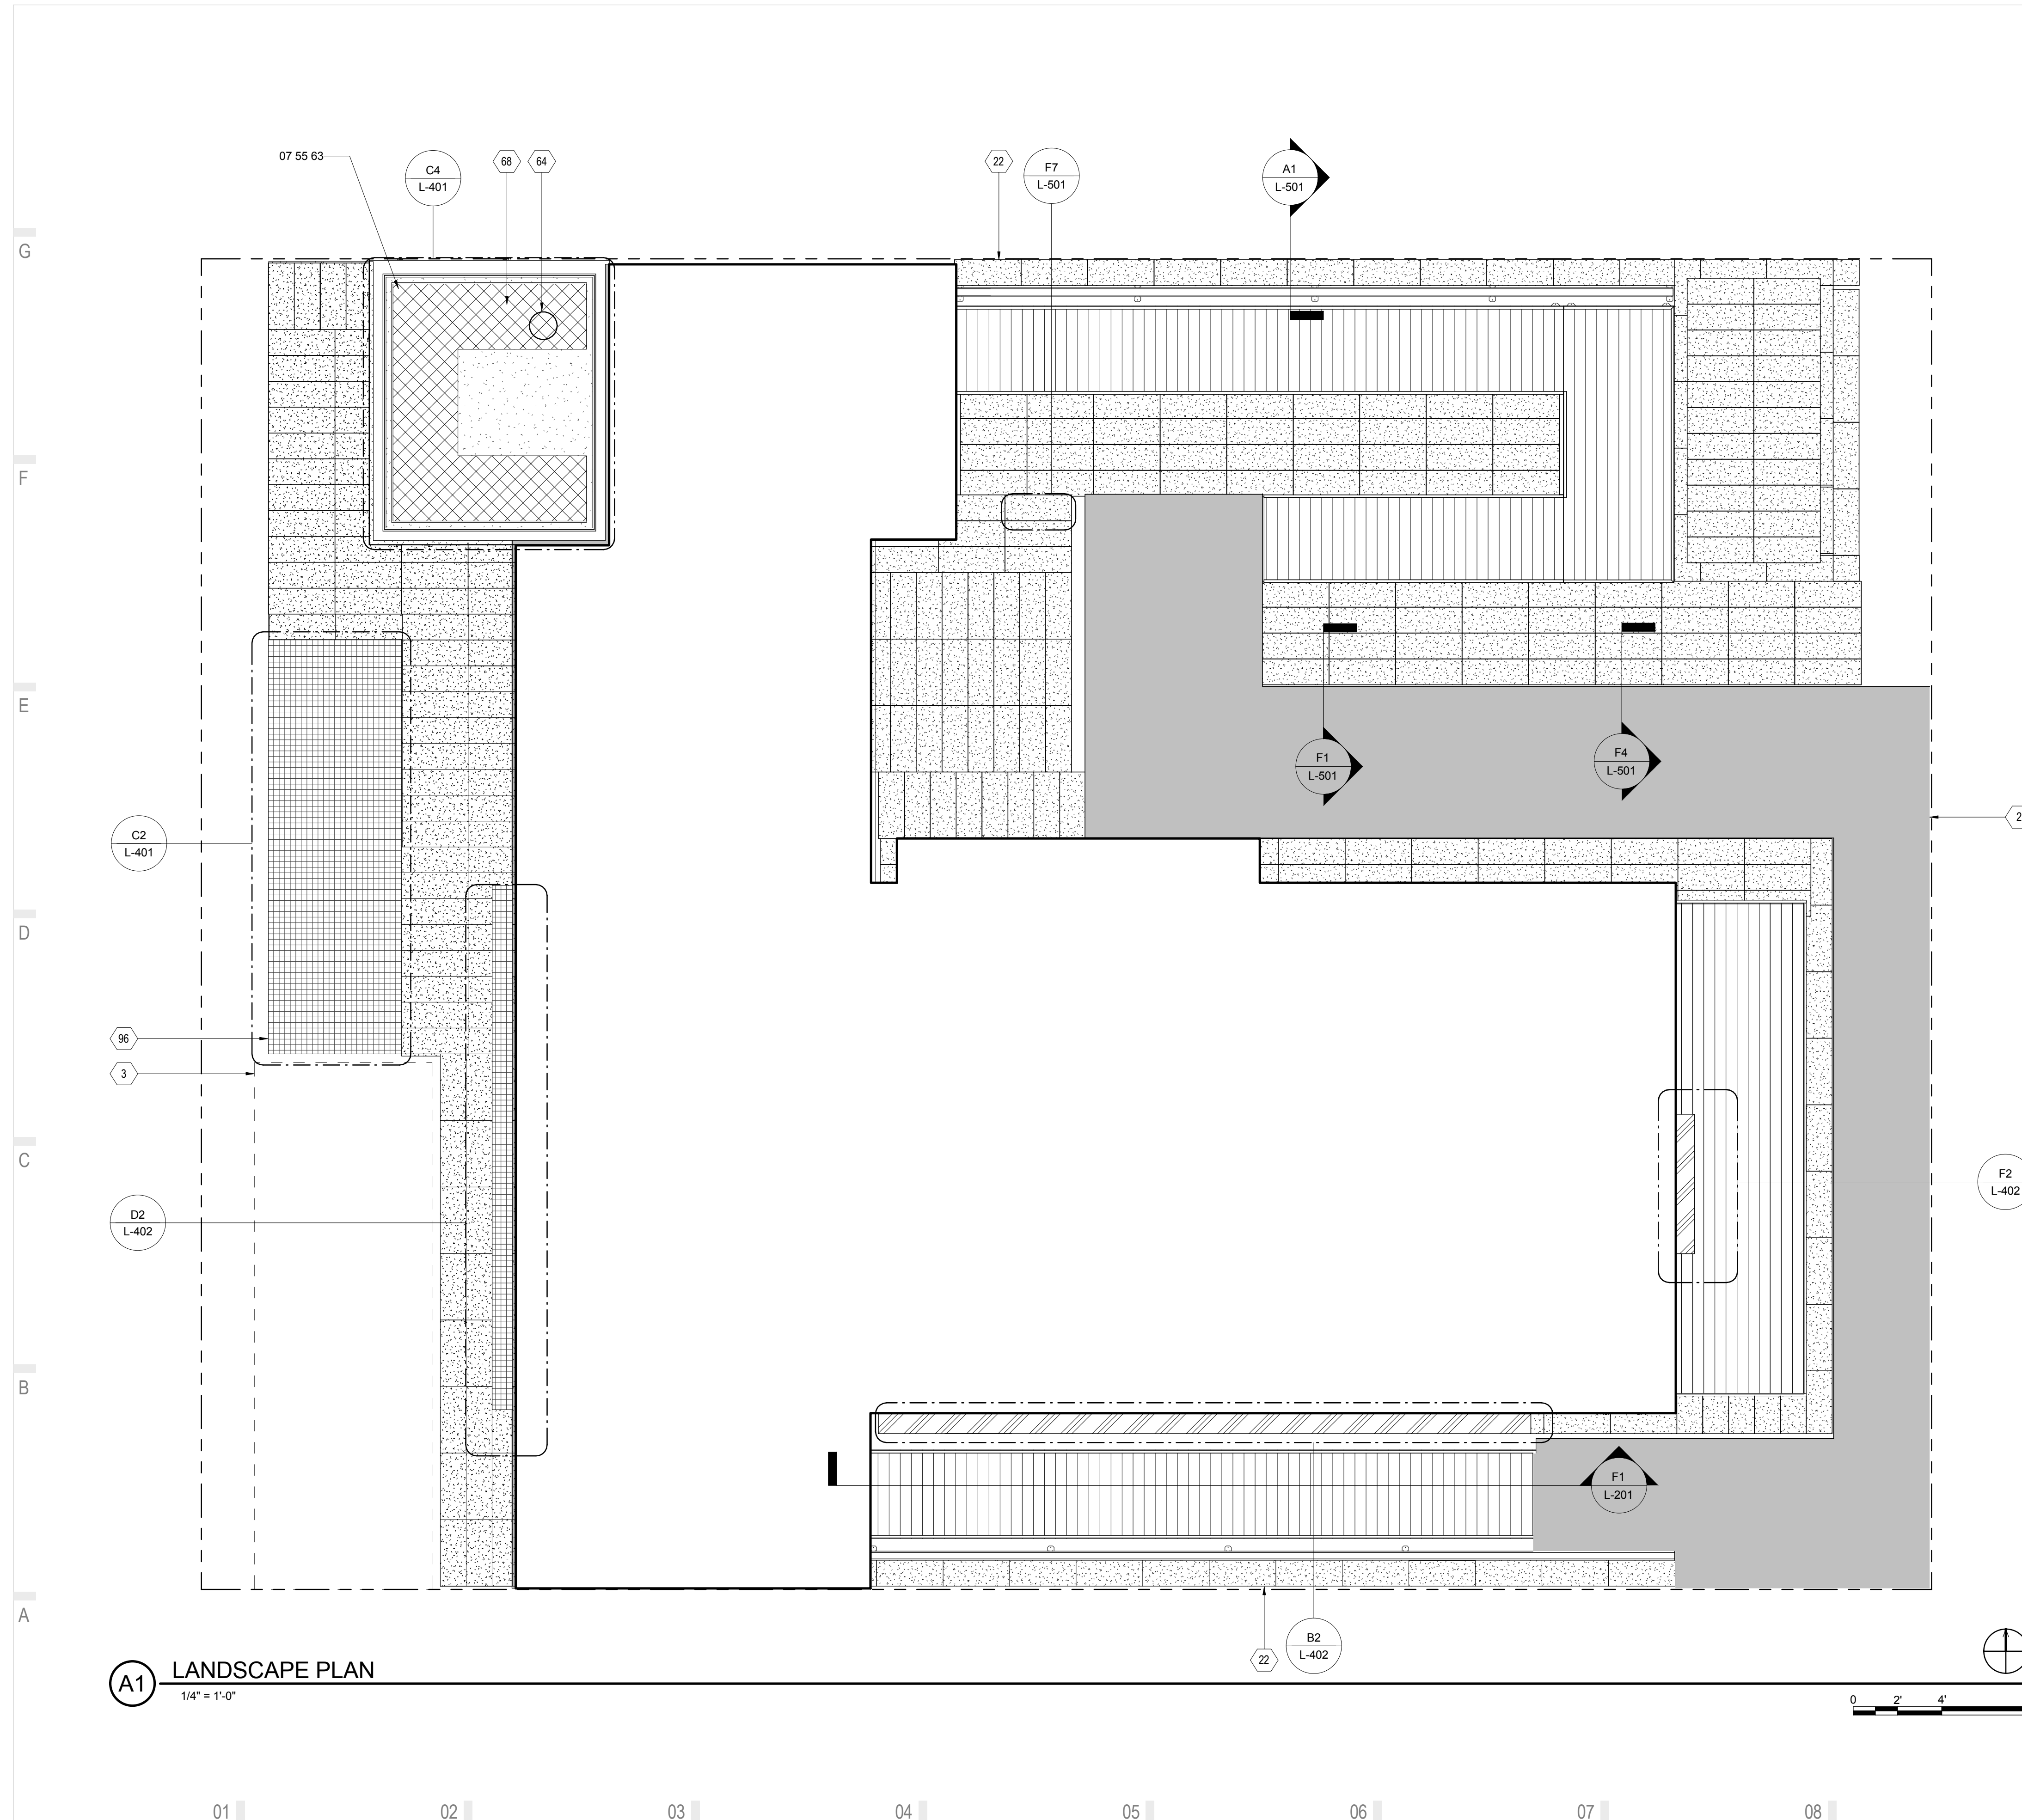 07 55 63
C4
L-401
68
64
22
F7
L-501
A1
L-501
G
F
E
F1
L-501
F4
L-501
2
C2
L-401
D
96
3
C
F2
L-402
D2
L-402
B
F1
L-201
A
B2
L-402
22
A1
LANDSCAPE PLAN
1/4" = 1'-0"
0 2' 4'
01 02 03 04 05 06 07 08